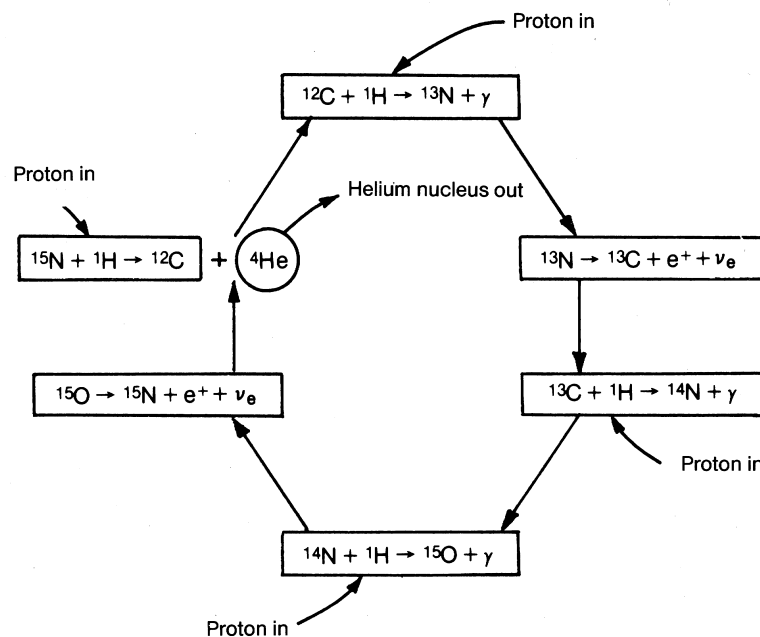 Proton in
¹²C + ¹H → ¹³N + γ
Proton in
Helium nucleus out
¹⁵N + ¹H → ¹²C + ⁴He
¹³N → ¹³C + e⁺ + νₑ
¹⁵O → ¹⁵N + e⁺ + νₑ
¹³C + ¹H → ¹⁴N + γ
Proton in
¹⁴N + ¹H → ¹⁵O + γ
Proton in